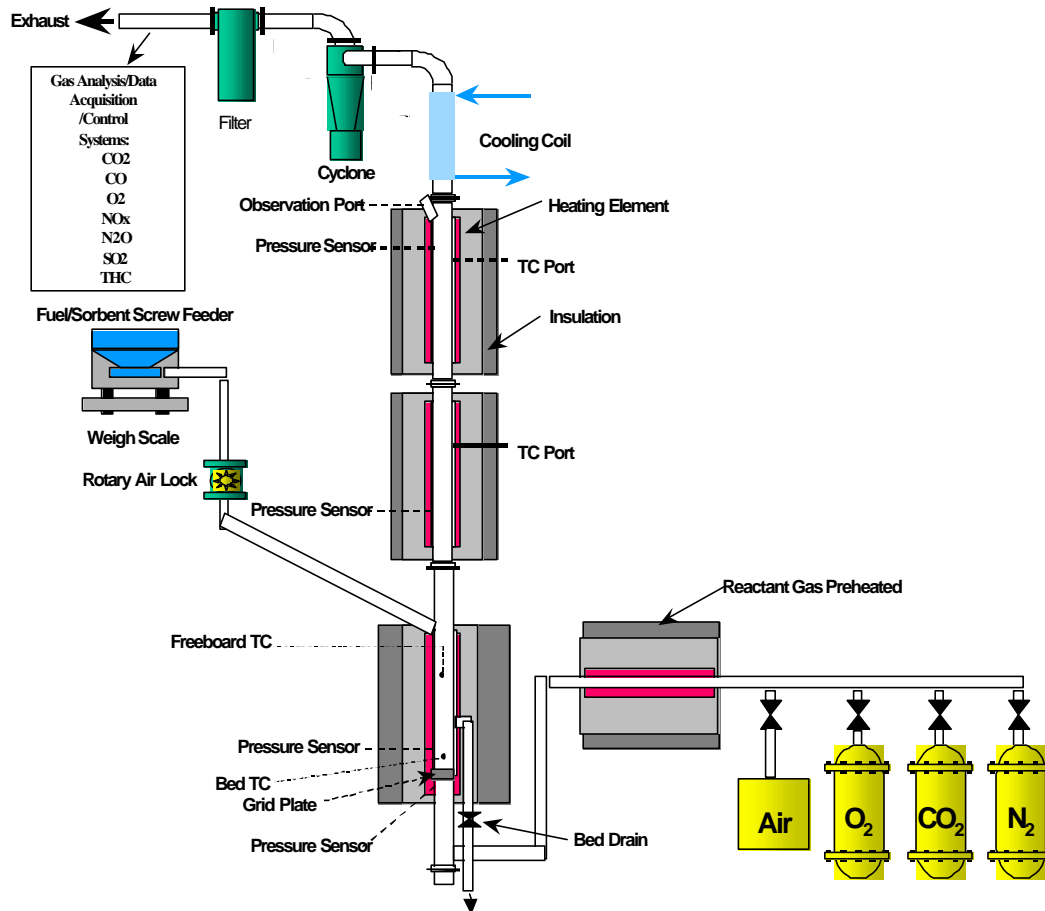 Exhaust
Gas Analysis/Data
Acquisition
/Control
Systems:
CO2
CO
O2
NOx
N2O
SO2
THC
Filter
Cyclone
Cooling Coil
Observation Port
Heating Element
Pressure Sensor
TC Port
Insulation
Fuel/Sorbent Screw Feeder
Weigh Scale
TC Port
Rotary Air Lock
Pressure Sensor
Reactant Gas Preheated
Freeboard TC
Pressure Sensor
Bed TC
Grid Plate
Pressure Sensor
Bed Drain
Air
O₂
CO₂
N₂